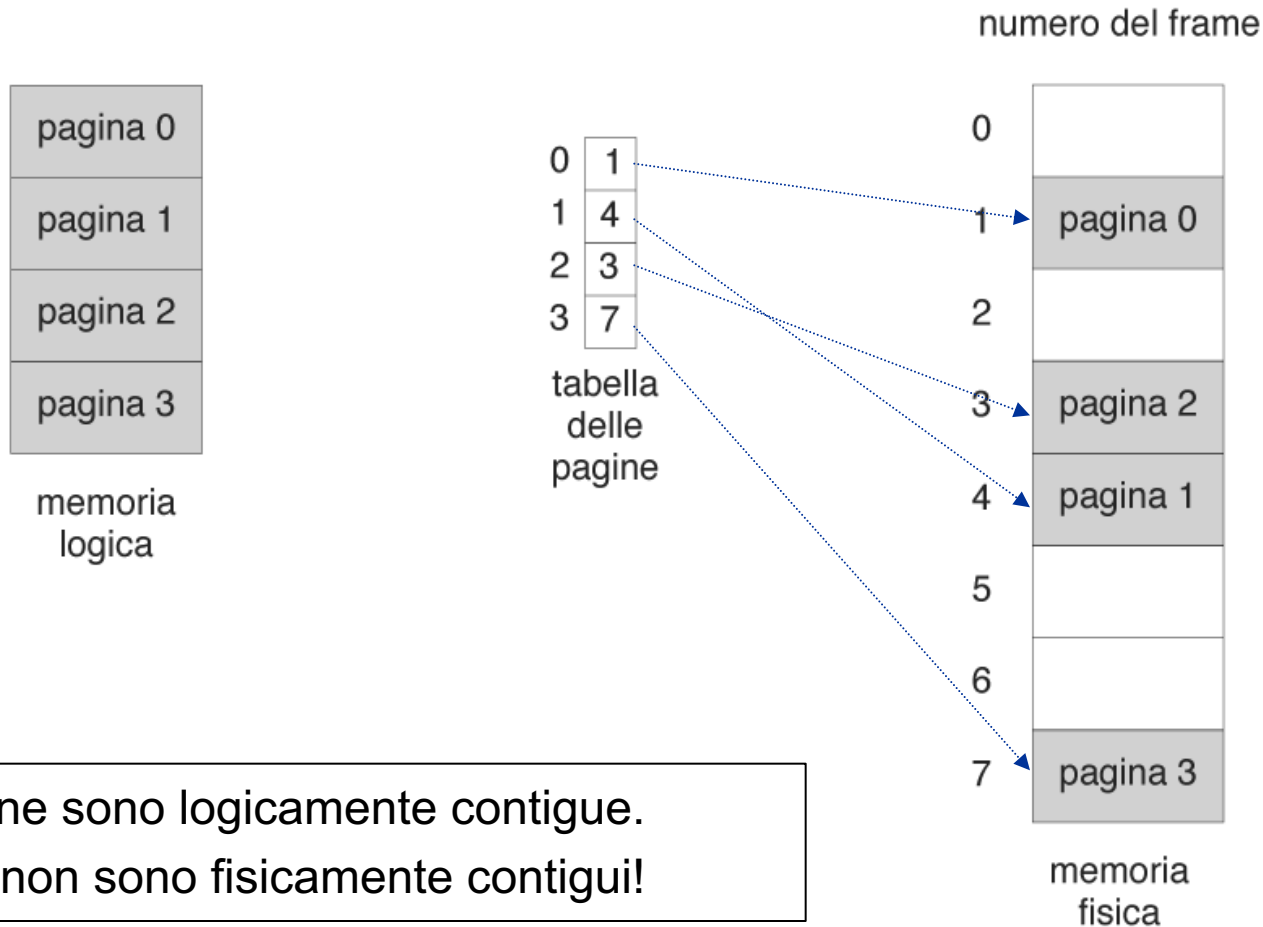 numero del frame
pagina 0
pagina 1
pagina 2
pagina 3
memoria
logica
0 1
1 4
2 3
3 7
tabella
delle
pagine
0
1 pagina 0
2
3 pagina 2
4 pagina 1
5
6
7 pagina 3
memoria
fisica
sono logicamente contigue.
non sono fisicamente contigui!